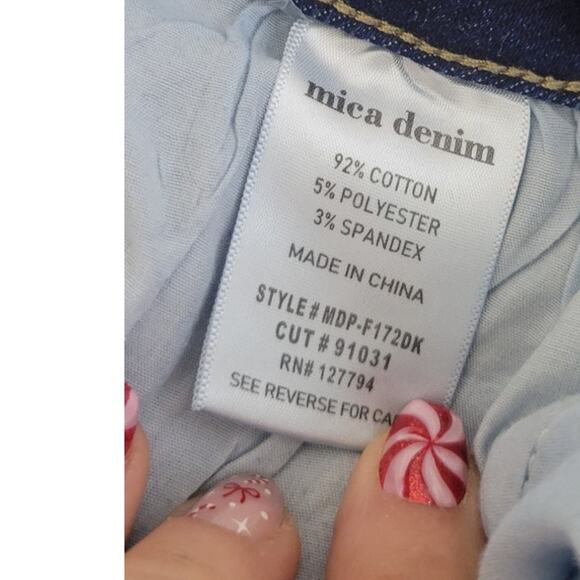 mica denim
92% COTTON
5% POLYESTER
3% SPANDEX
MADE IN CHINA
STYLE# MDP-F172DK
CUT # 91031
RN# 127794
SEE REVERSE FOR